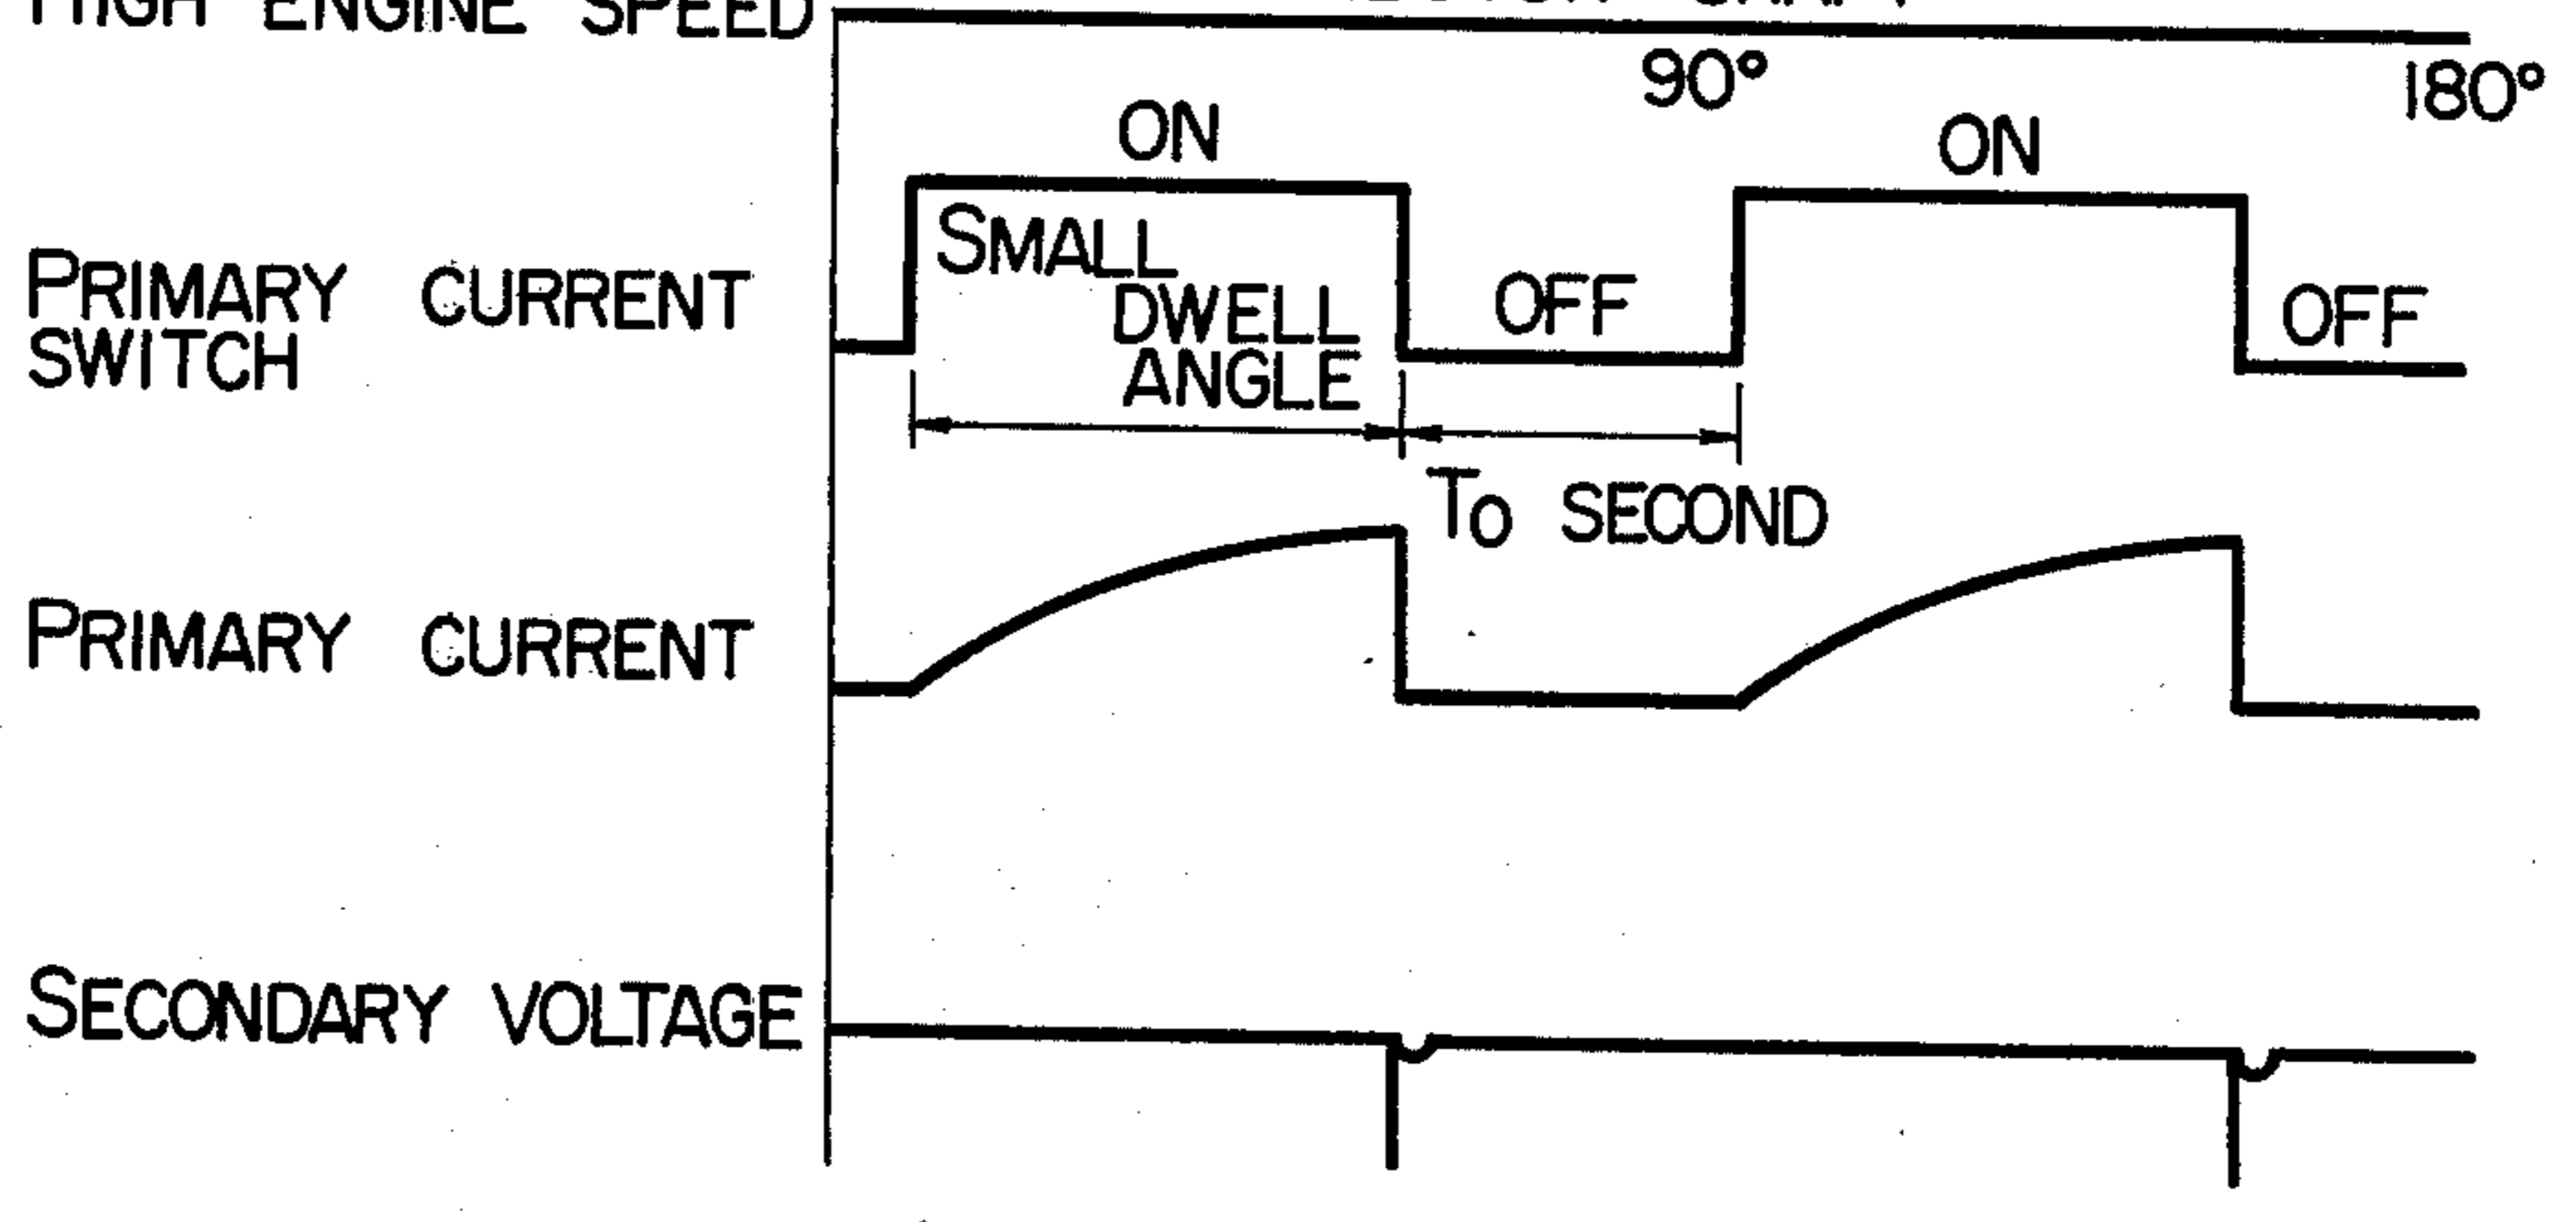 HIGH ENGINE SPEED
90°
180°
ON
ON
SMALL
DWELL
ANGLE
OFF
OFF
PRIMARY CURRENT
SWITCH
To SECOND
PRIMARY CURRENT
SECONDARY VOLTAGE